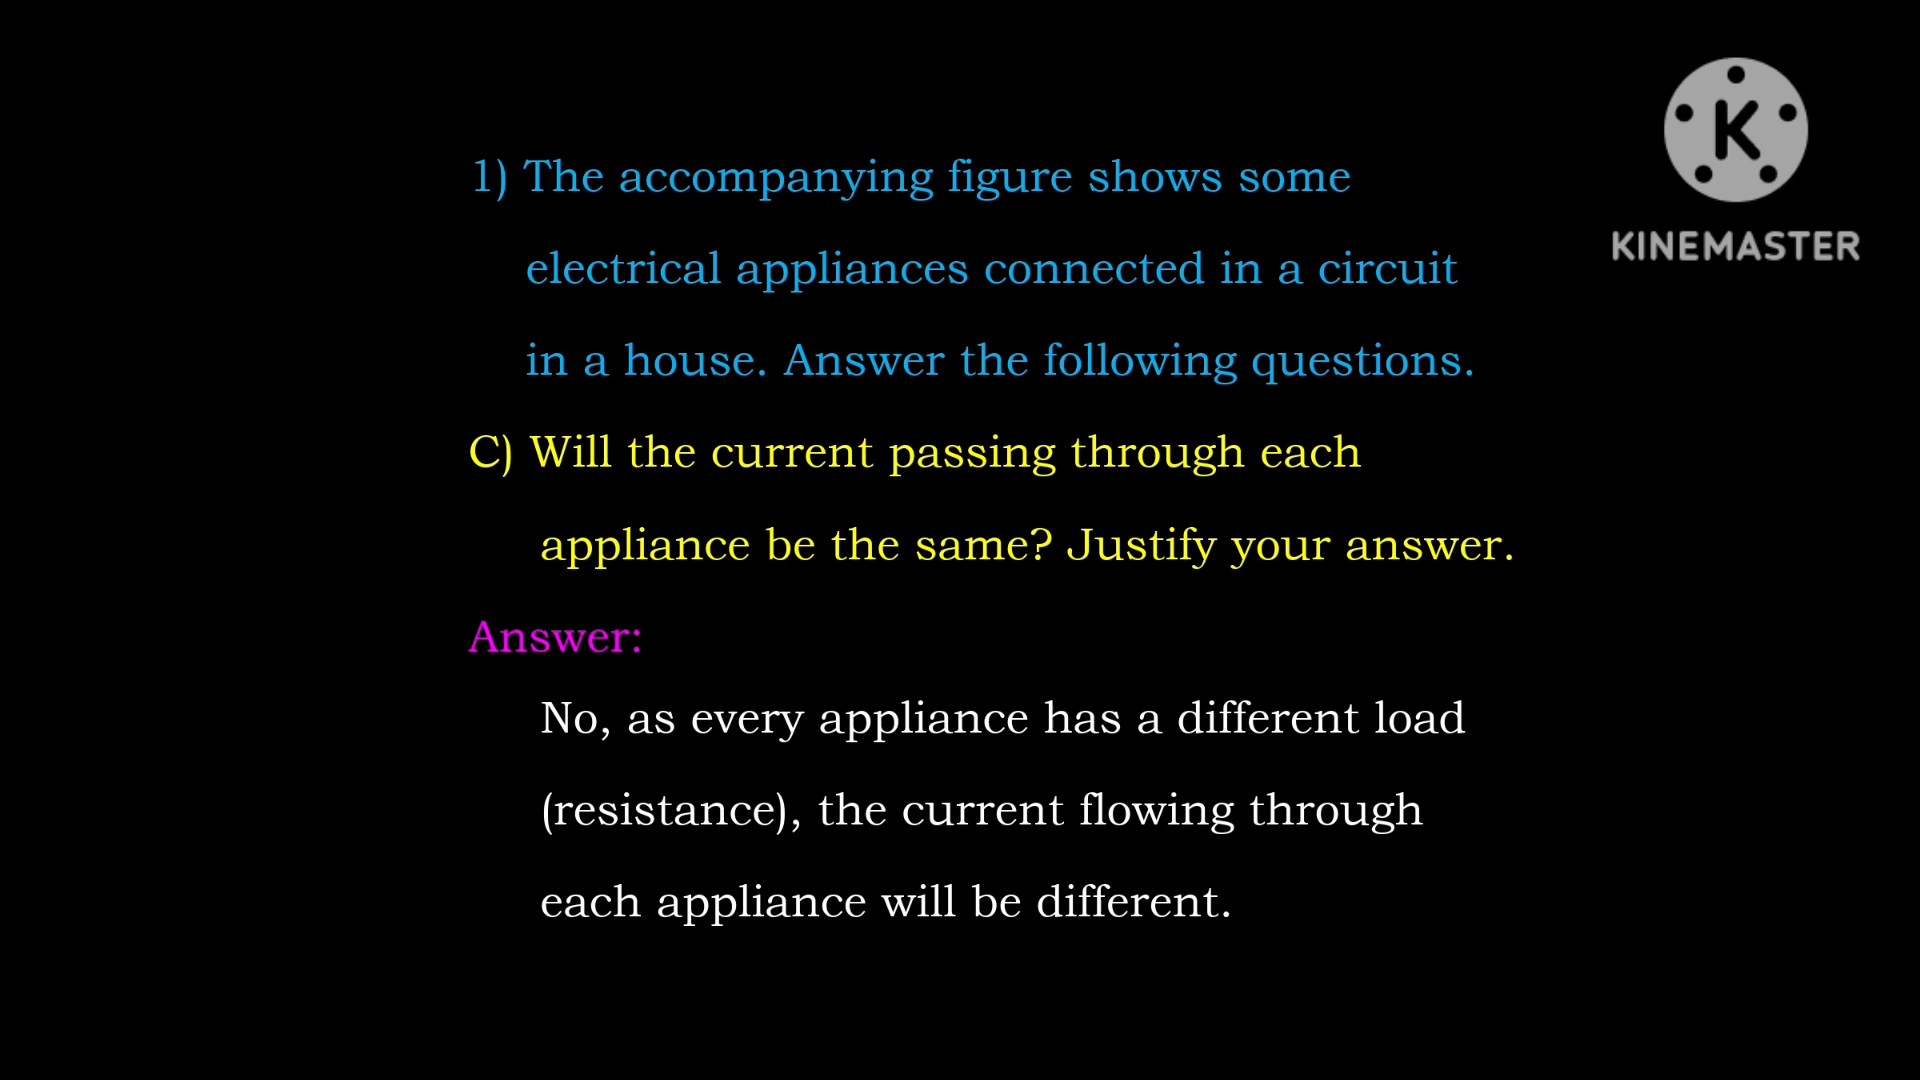 1) The accompanying figure shows some
electrical appliances connected in a circuit
in a house. Answer the following questions.
C) Will the current passing through each
appliance be the same? Justify your answer.
Answer:
No, as every appliance has a different load
(resistance), the current flowing through
each appliance will be different.
K
KINEMASTER